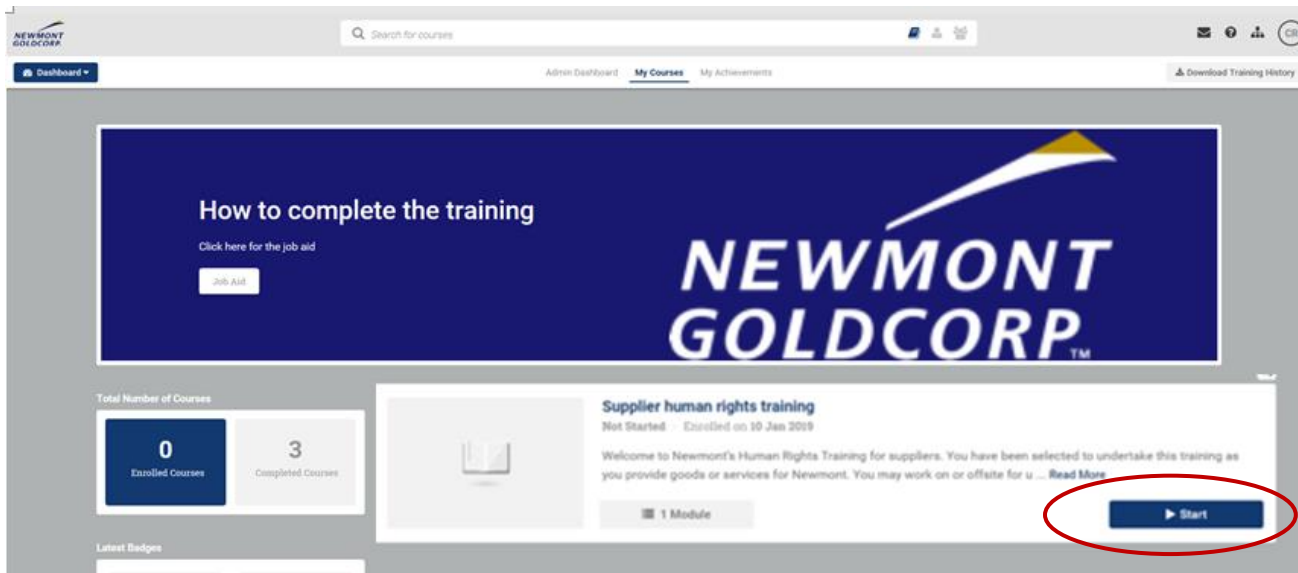 NEWMONT
GOLDCORP
Search for courses
CR
Dashboard
Admin Dashboard My Courses My Achievements
Download Training History
How to complete the training
Click here for the job aid
Job Aid
NEWMONT
GOLDCORP™
Total Number of Courses
0
Enrolled Courses
3
Completed Courses
Supplier human rights training
Not Started Enrolled on 10 Jan 2019
Welcome to Newmont's Human Rights Training for suppliers. You have been selected to undertake this training as
you provide goods or services for Newmont. You may work on or offsite for u ... Read More
1 Module
Start
Latest Badges